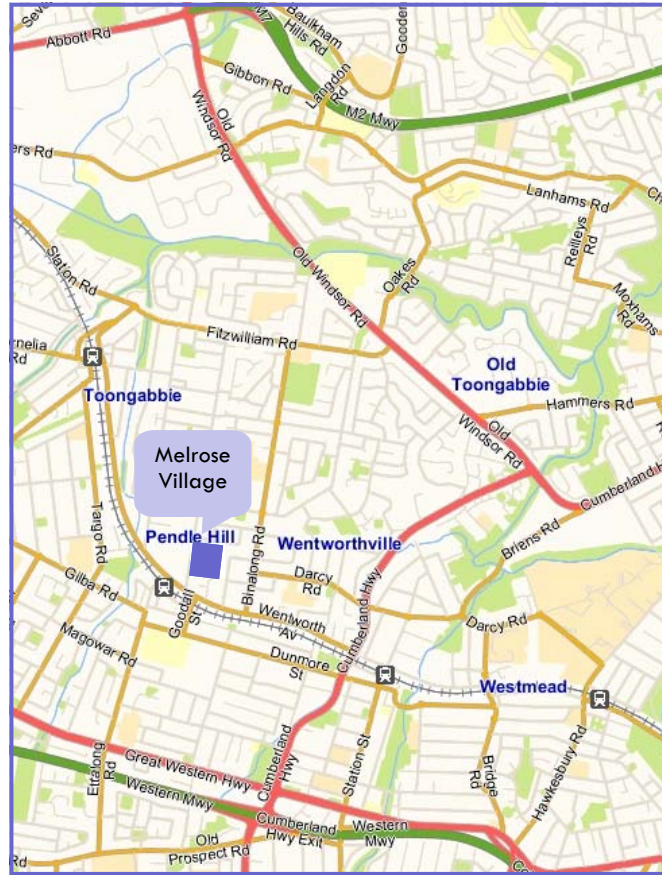 Abbott Rd
M7
Baulkham
Hills Rd
Gibbon Rd
Langdon
Rd
M2 Mwy
Old
Windsor Rd
ers Rd
Lanhams Rd
Reilleys
Rd
Station Rd
Old Windsor Rd
Oakes
Rd
Moxhams
Rd
Fitzwilliam Rd
rnelia
Rd
Toongabbie
Old
Toongabbie
Hammers Rd
Old
Windsor Rd
Melrose
Village
Cumberland H
Targo Rd
Pendle Hill
Wentworthville
Briens Rd
Binalong Rd
Darcy
Rd
Cumberland Hwy
Gilba Rd
Goodall
St
Wentworth
Av
Darcy Rd
Magowar Rd
Dunmore
St
Westmead
Great Western Hwy
Cumberland
Hwy
Station St
Bridge
Rd
Hawkesbury Rd
Ettalong
Rd
Western Mwy
Cumberland
Hwy Exit
Western
Mwy
Old
Prospect Rd
Rd